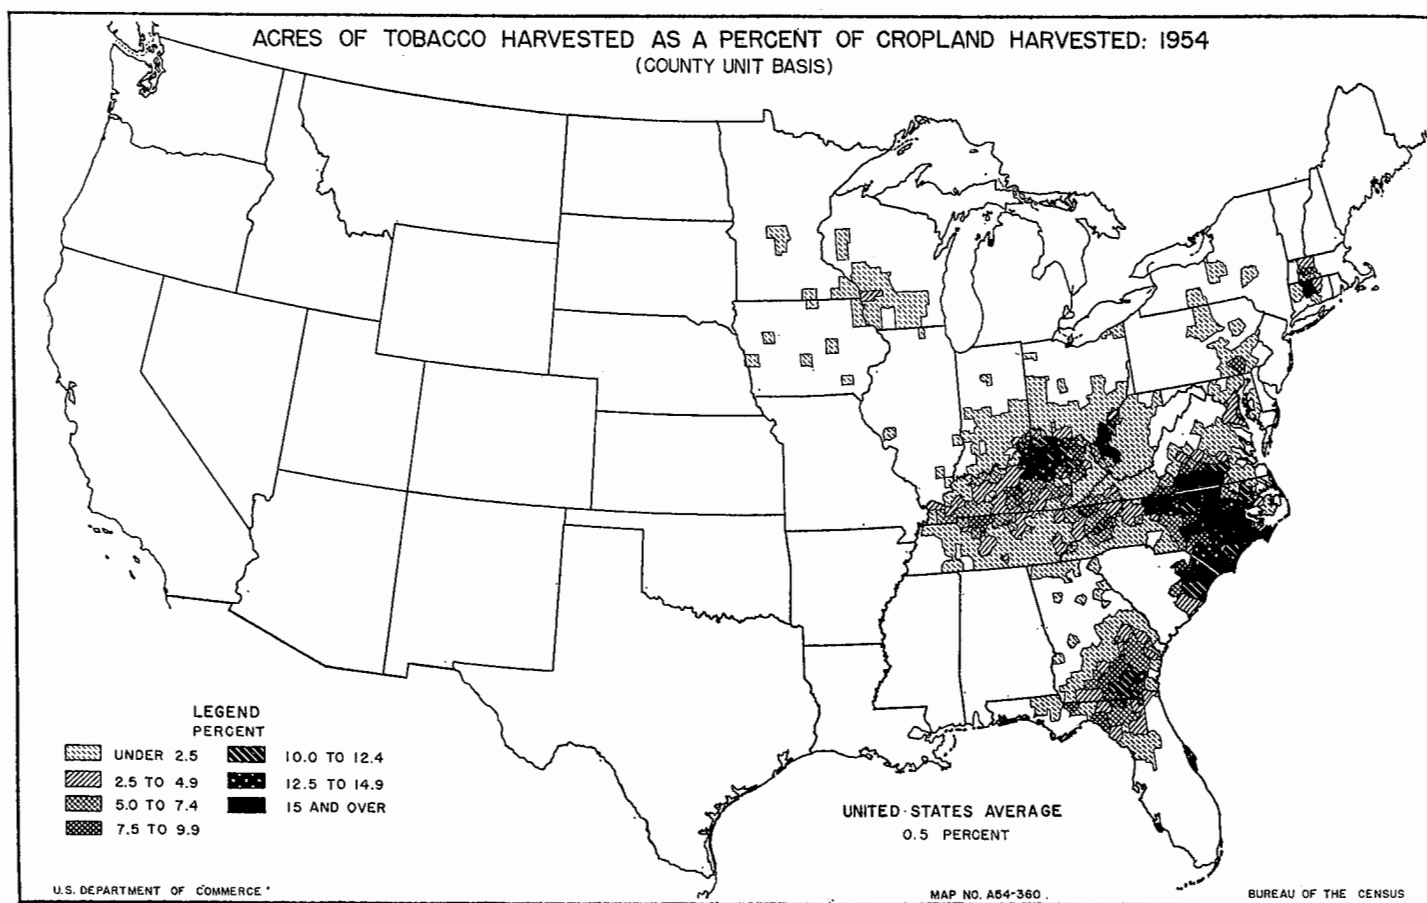 ACRES OF TOBACCO HARVESTED AS A PERCENT OF CROPLAND HARVESTED: 1954
(COUNTY UNIT BASIS)
LEGEND
PERCENT
UNDER 2.5
2.5 TO 4.9
5.0 TO 7.4
7.5 TO 9.9
10.0 TO 12.4
12.5 TO 14.9
15 AND OVER
UNITED STATES AVERAGE
0.5 PERCENT
U.S. DEPARTMENT OF COMMERCE
MAP NO. A54-360.
BUREAU OF THE CENSUS